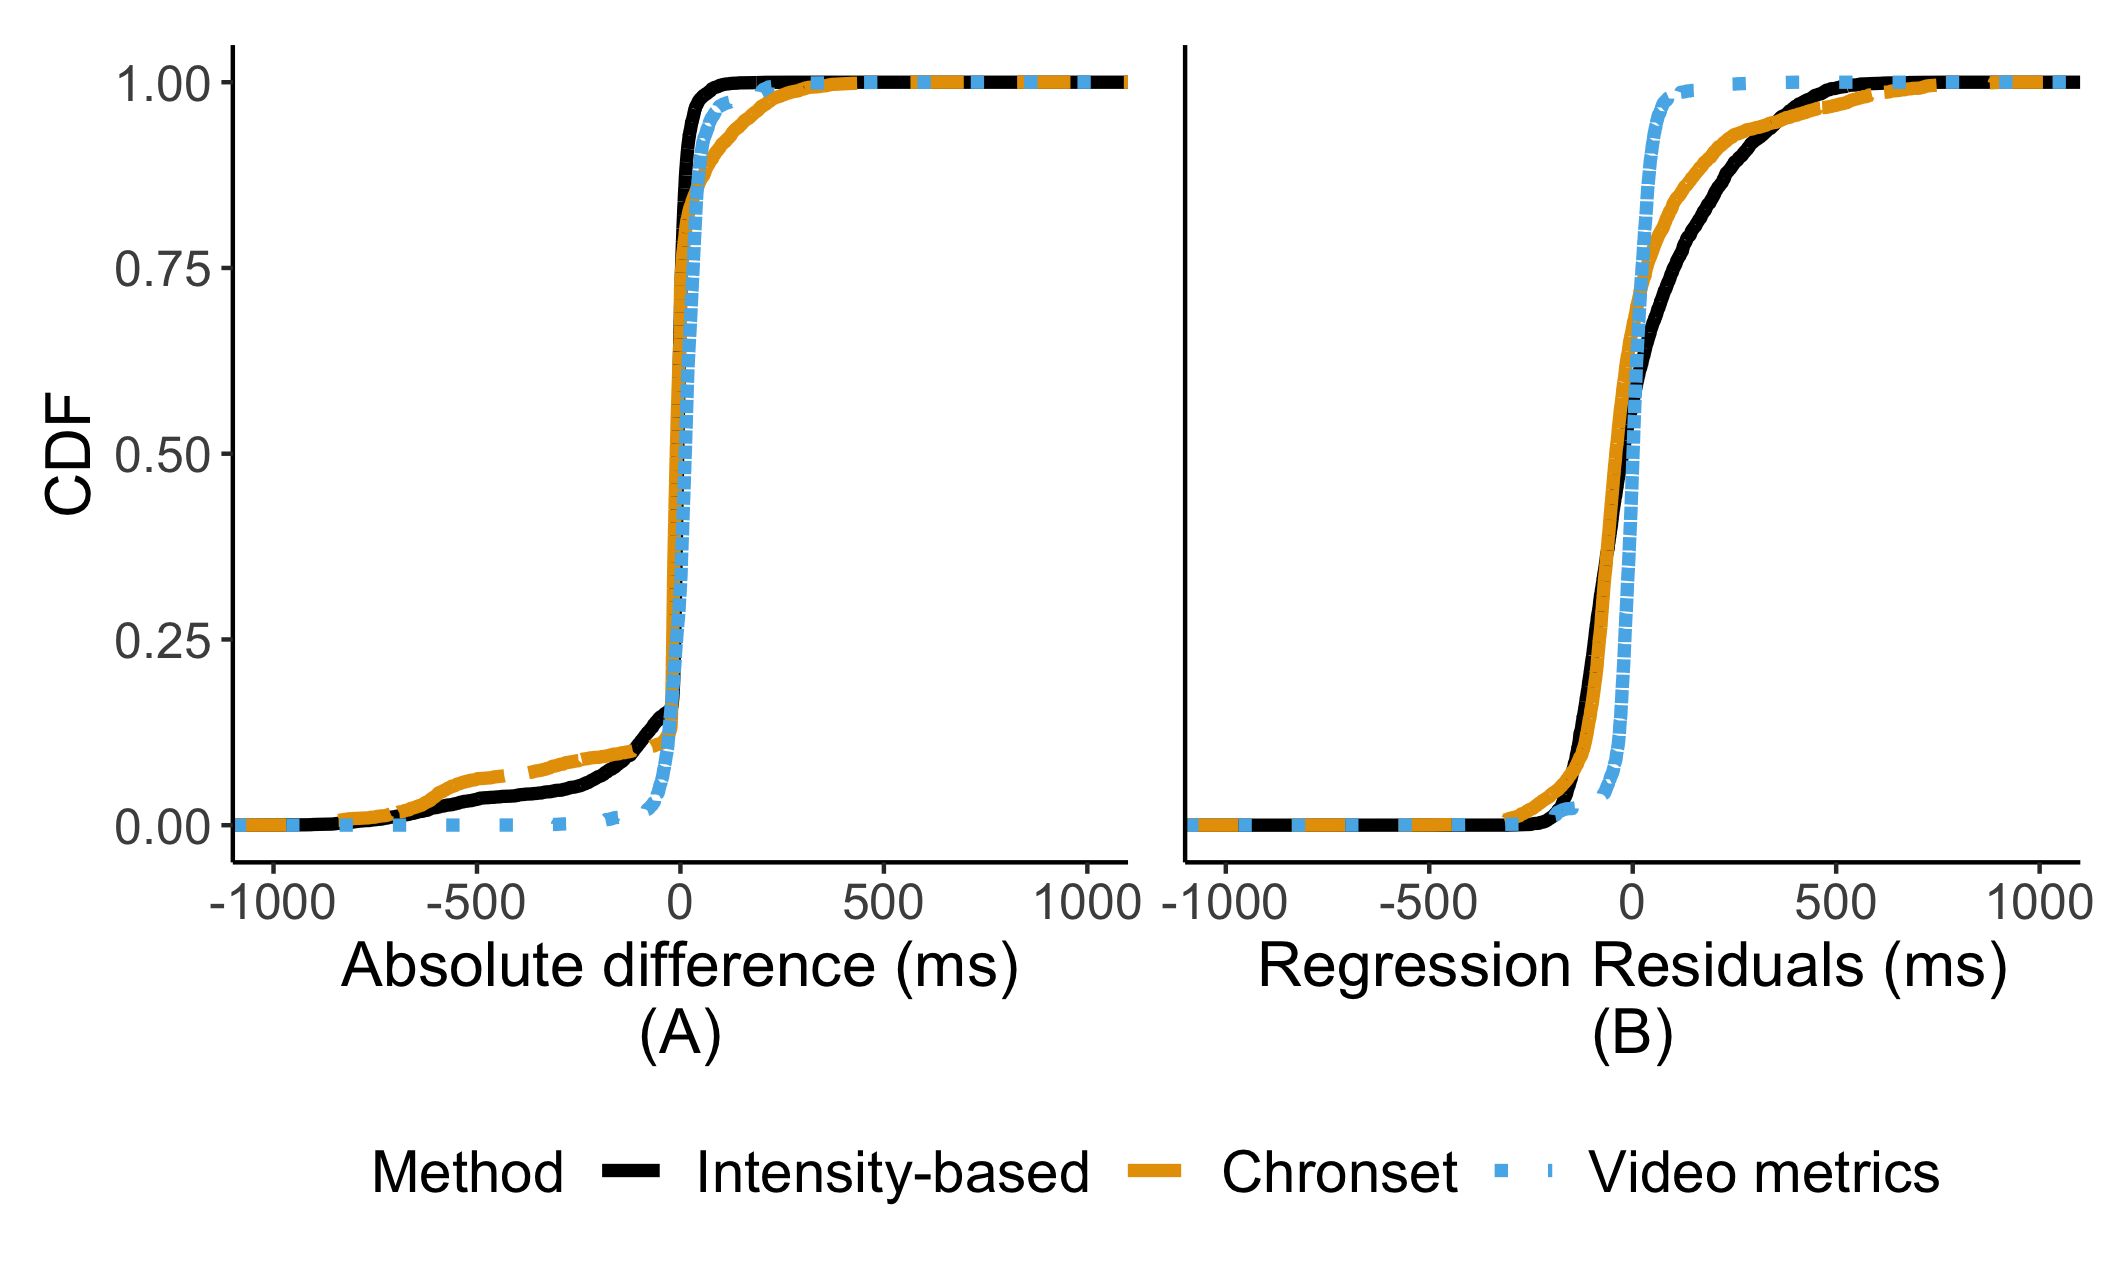 CDF
1.00
0.75
0.50
0.25
0.00
-1000 -500 0 500 1000
-1000 -500 0 500 1000
Absolute difference (ms)
(A)
Regression Residuals (ms)
(B)
Method Intensity-based Chronset Video metrics